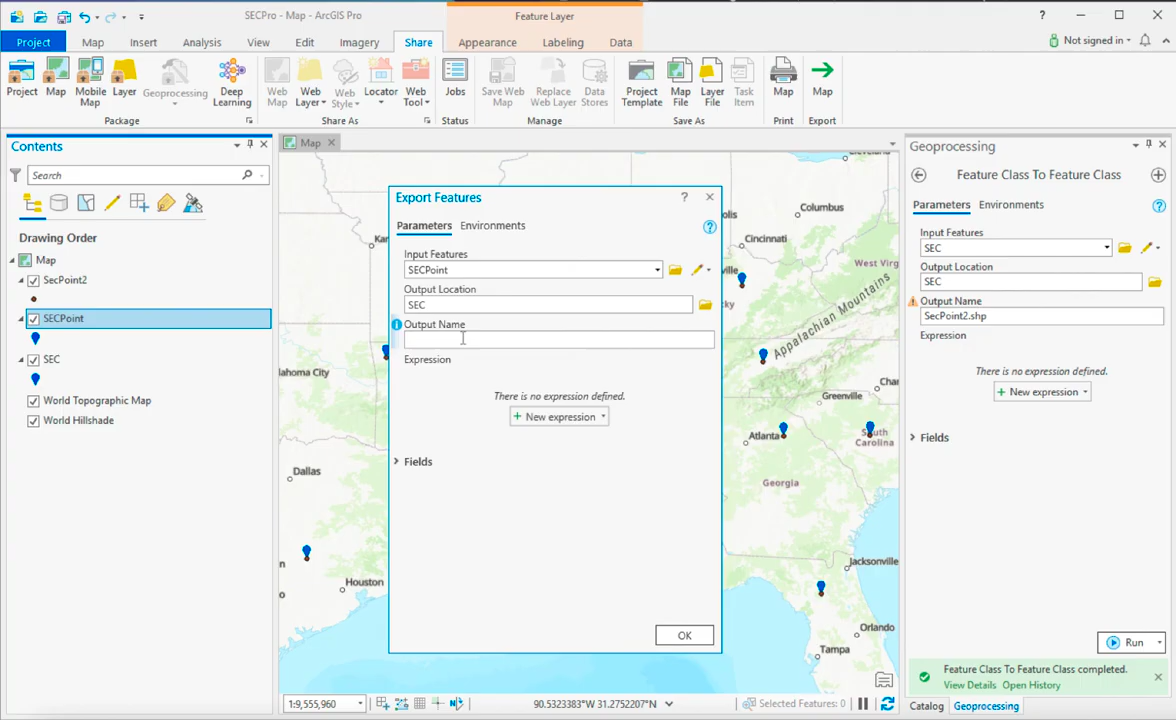 SECPro - Map - ArcGIS Pro
Feature Layer
?
Project Map Insert Analysis View Edit Imagery Share Appearance Labeling Data
Not signed in
Project
Map
Mobile Map
Layer
Geoprocessing
Deep Learning
Package
Web Map
Web Layer
Web Style
Locator
Web Tool
Share As
Jobs
Status
Save Web Map
Replace Web Layer
Data Stores
Manage
Project Template
Map File
Layer File
Task Item
Save As
Map
Print
Map
Export
Contents
Search
Drawing Order
Map
SecPoint2
SECPoint
SEC
World Topographic Map
World Hillshade
Map
Columbus
Cincinnati
West Virg
Appalachian Mountains
Greenville
Cha
South Carolina
Atlanta
Georgia
Jacksonville
Orlando
Tampa
Kan
lahoma City
Dallas
Houston
Export Features
?
Parameters Environments
?
Input Features
SECPoint
Output Location
SEC
Output Name
Expression
There is no expression defined.
+ New expression
Fields
OK
1:9,555,960
90.5323383°W 31.2752207°N
Selected Features: 0
Geoprocessing
Feature Class To Feature Class
Parameters Environments
?
Input Features
SEC
Output Location
SEC
Output Name
SecPoint2.shp
Expression
There is no expression defined.
+ New expression
Fields
Run
Feature Class To Feature Class completed.
View Details Open History
Catalog Geoprocessing